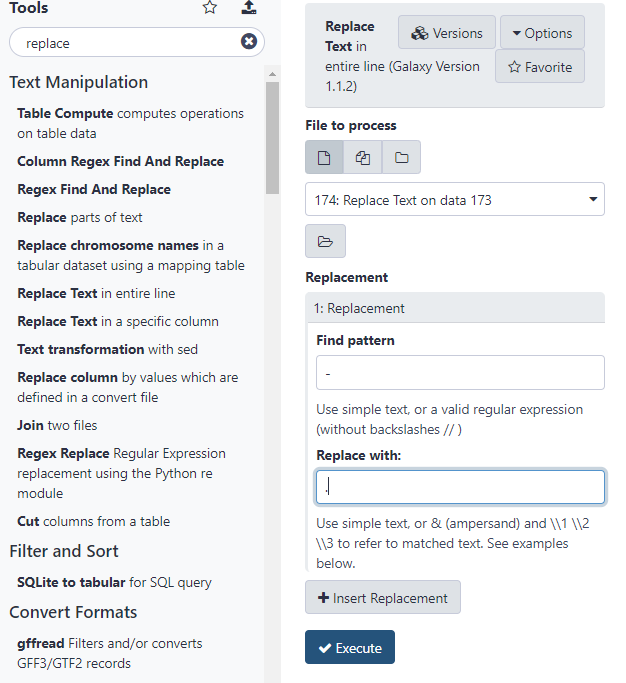 Tools
replace
Text Manipulation
Table Compute computes operations
on table data
Column Regex Find And Replace
Regex Find And Replace
Replace parts of text
Replace chromosome names in a
tabular dataset using a mapping table
Replace Text in entire line
Replace Text in a specific column
Text transformation with sed
Replace column by values which are
defined in a convert file
Join two files
Regex Replace Regular Expression
replacement using the Python re
module
Cut columns from a table
Filter and Sort
SQLite to tabular for SQL query
Convert Formats
gffread Filters and/or converts
GFF3/GTF2 records
Replace
Text in
entire line (Galaxy Version
1.1.2)
Versions
Options
Favorite
File to process
174: Replace Text on data 173
Replacement
1: Replacement
Find pattern
-
Use simple text, or a valid regular expression
(without backslashes // )
Replace with:
.
Use simple text, or & (ampersand) and \\1 \\2
\\3 to refer to matched text. See examples
below.
Insert Replacement
Execute